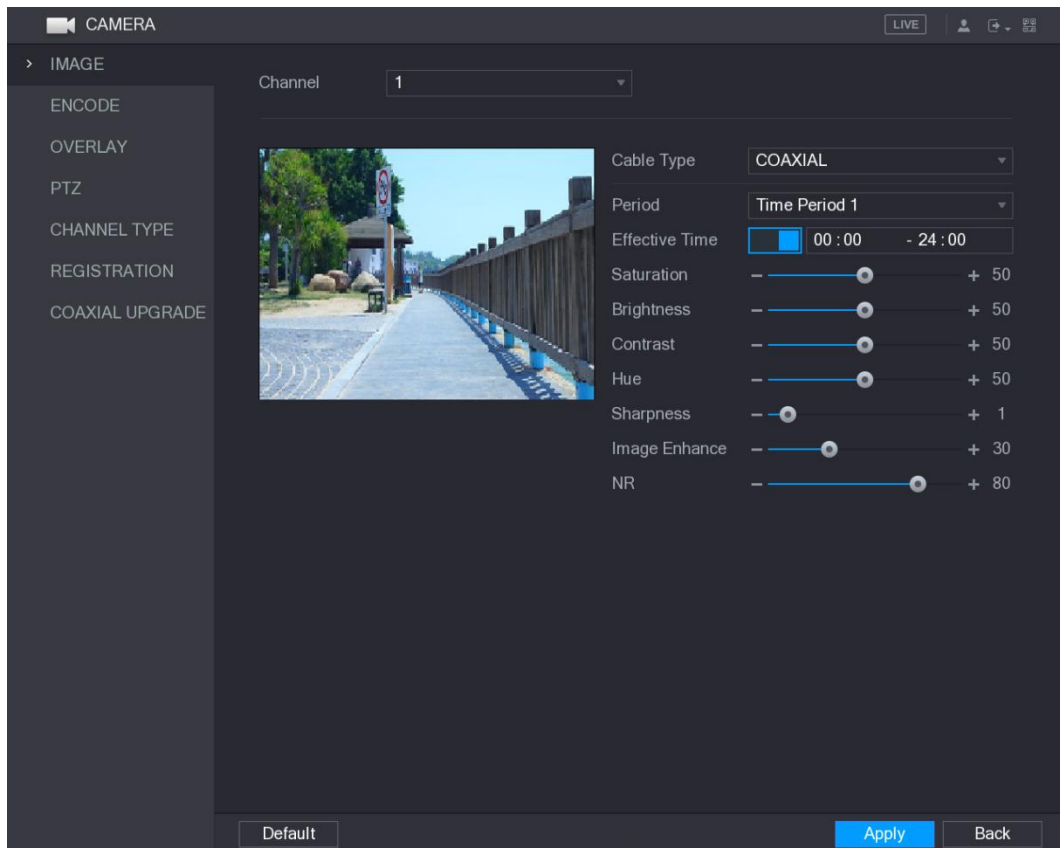 CAMERA
LIVE
IMAGE
ENCODE
OVERLAY
PTZ
CHANNEL TYPE
REGISTRATION
COAXIAL UPGRADE
Channel 1
Cable Type COAXIAL
Period Time Period 1
Effective Time 00 : 00 - 24 : 00
Saturation 50
Brightness 50
Contrast 50
Hue 50
Sharpness 1
Image Enhance 30
NR 80
Default Apply Back